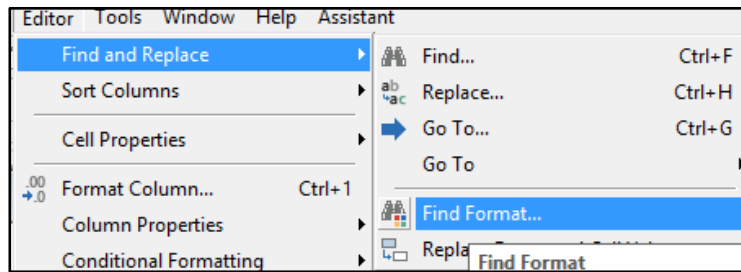 Editor Tools Window Help Assistant
Find and Replace
Sort Columns
Cell Properties
.00 .0 Format Column... Ctrl+1
Column Properties
Conditional Formatting
Find... Ctrl+F
ab ac Replace... Ctrl+H
Go To... Ctrl+G
Go To
Find Format...
Find Format